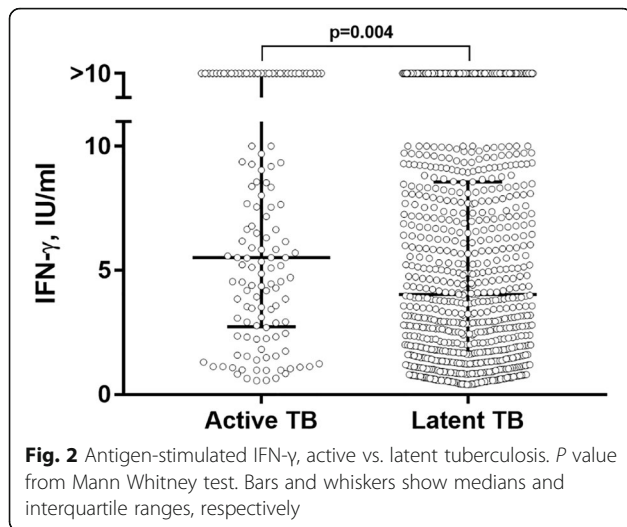 p=0.004
>10
10
5
0
IFN-γ, IU/ml
Active TB
Latent TB
Fig. 2 Antigen-stimulated IFN-γ, active vs. latent tuberculosis. P value
from Mann Whitney test. Bars and whiskers show medians and
interquartile ranges, respectively